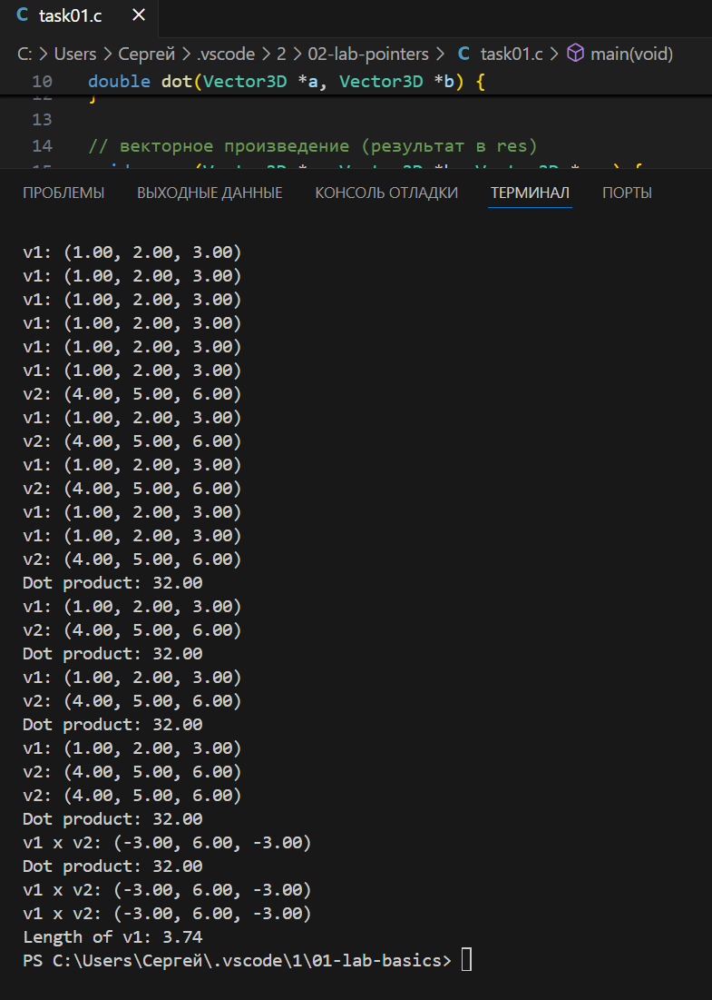 C task01.c ×
C: > Users > Сергей > .vscode > 2 > 02-lab-pointers > C task01.c > main(void)
10 double dot(Vector3D *a, Vector3D *b) {
12 }
13
14 // векторное произведение (результат в res)
ПРОБЛЕМЫ ВЫХОДНЫЕ ДАННЫЕ КОНСОЛЬ ОТЛАДКИ ТЕРМИНАЛ ПОРТЫ
v1: (1.00, 2.00, 3.00)
v1: (1.00, 2.00, 3.00)
v1: (1.00, 2.00, 3.00)
v1: (1.00, 2.00, 3.00)
v1: (1.00, 2.00, 3.00)
v1: (1.00, 2.00, 3.00)
v2: (4.00, 5.00, 6.00)
v1: (1.00, 2.00, 3.00)
v2: (4.00, 5.00, 6.00)
v1: (1.00, 2.00, 3.00)
v2: (4.00, 5.00, 6.00)
v1: (1.00, 2.00, 3.00)
v1: (1.00, 2.00, 3.00)
v2: (4.00, 5.00, 6.00)
Dot product: 32.00
v1: (1.00, 2.00, 3.00)
v2: (4.00, 5.00, 6.00)
Dot product: 32.00
v1: (1.00, 2.00, 3.00)
v2: (4.00, 5.00, 6.00)
Dot product: 32.00
v1: (1.00, 2.00, 3.00)
v2: (4.00, 5.00, 6.00)
v2: (4.00, 5.00, 6.00)
Dot product: 32.00
v1 x v2: (-3.00, 6.00, -3.00)
Dot product: 32.00
v1 x v2: (-3.00, 6.00, -3.00)
v1 x v2: (-3.00, 6.00, -3.00)
Length of v1: 3.74
PS C:\Users\Сергей\.vscode\1\01-lab-basics>